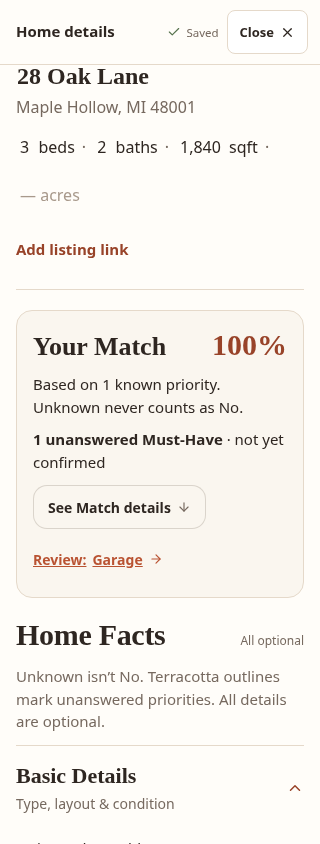 Home details
Saved
Close
28 Oak Lane
Maple Hollow, MI 48001
3 beds · 2 baths · 1,840 sqft ·
— acres
Add listing link
Your Match 100%
Based on 1 known priority.
Unknown never counts as No.
1 unanswered Must-Have · not yet
confirmed
See Match details ↓
Review: Garage →
Home Facts
All optional
Unknown isn’t No. Terracotta outlines
mark unanswered priorities. All details
are optional.
Basic Details
Type, layout & condition